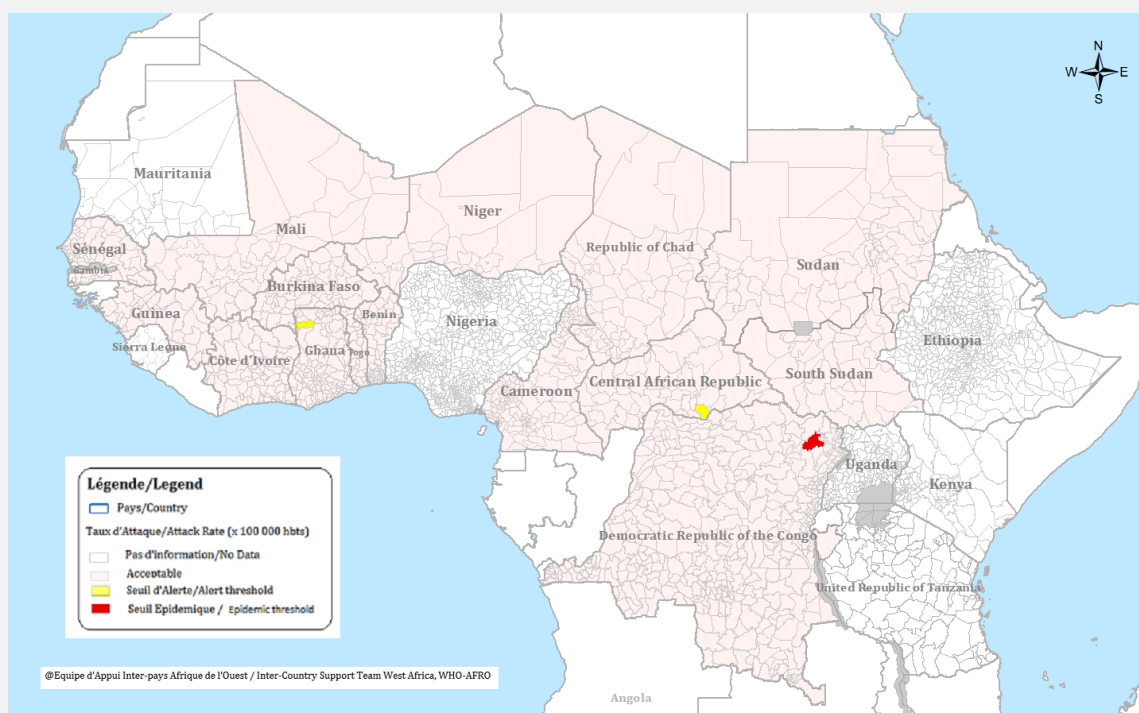 N
W E
S
Mauritania
Mali
Niger
Republic of Chad
Sudan
Sénégal
Gambia
Burkina Faso
Guinea
Benin
Nigeria
Ethiopia
Sierra Leone
Côte d'Ivoire
Ghana
Togo
Cameroon
Central African Republic
South Sudan
Uganda
Kenya
Democratic Republic of the Congo
United Republic of Tanzania
Angola
Légende/Legend
Pays/Country
Taux d'Attaque/Attack Rate (x 100 000 hbts)
Pas d'information/No Data
Acceptable
Seuil d'Alerte/Alert threshold
Seuil Epidemique / Epidemic threshold
@Equipe d'Appui Inter-pays Afrique de l'Ouest / Inter-Country Support Team West Africa, WHO-AFRO